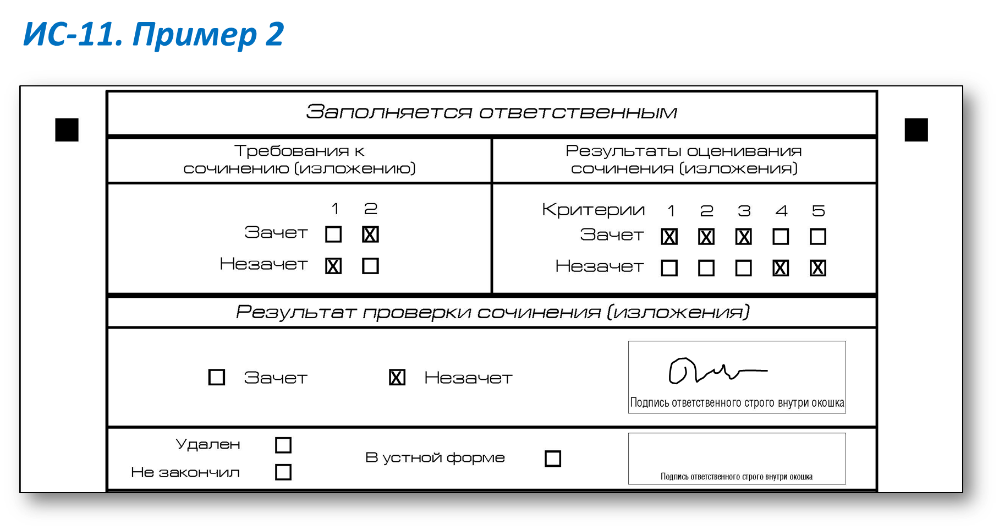 ИС-11. Пример 2
Заполняется ответственным
Требования к
сочинению (изложению)
Результаты оценивания
сочинения (изложения)
1 2
Зачет X
Незачет X
Критерии 1 2 3 4 5
Зачет X X X
Незачет X X
Результат проверки сочинения (изложения)
Зачет X Незачет
Подпись ответственного строго внутри окошка
Удален
Не закончил
В устной форме
Подпись ответственного строго внутри окошка